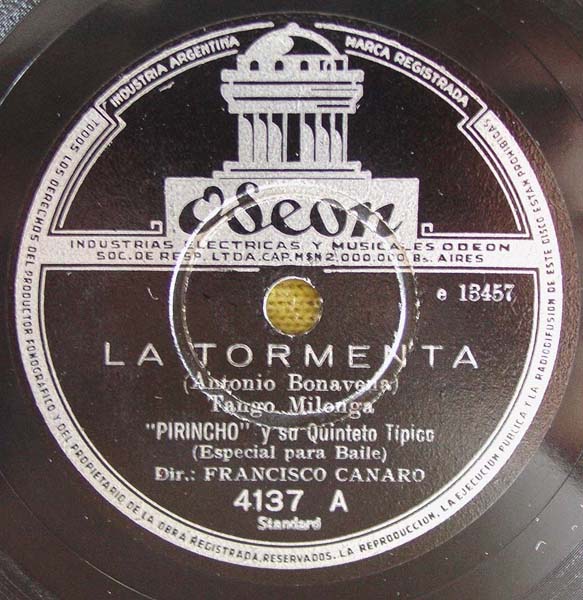 INDUSTRIA ARGENTINA
MARCA REGISTRADA
Odeon
INDUSTRIAS ELECTRICAS Y MUSICALES ODEON
SOC. DE RESP. LTDA. CAP. M$N 2,000,000 Bs. AIRES
e 13457
LA TORMENTA
(Antonio Bonavena)
Tango Milonga
"PIRINCHO" y su Quinteto Típico
(Especial para Baile)
Dir.: FRANCISCO CANARO
4137 A
Standard
TODOS LOS DERECHOS DEL PRODUCTOR FONOGRAFICO Y DEL PROPIETARIO DE LA OBRA REGISTRADA, RESERVADOS. LA REPRODUCCION, LA EJECUCION PUBLICA Y LA RADIODIFUSION DE ESTE DISCO ESTAN PROHIBIDAS